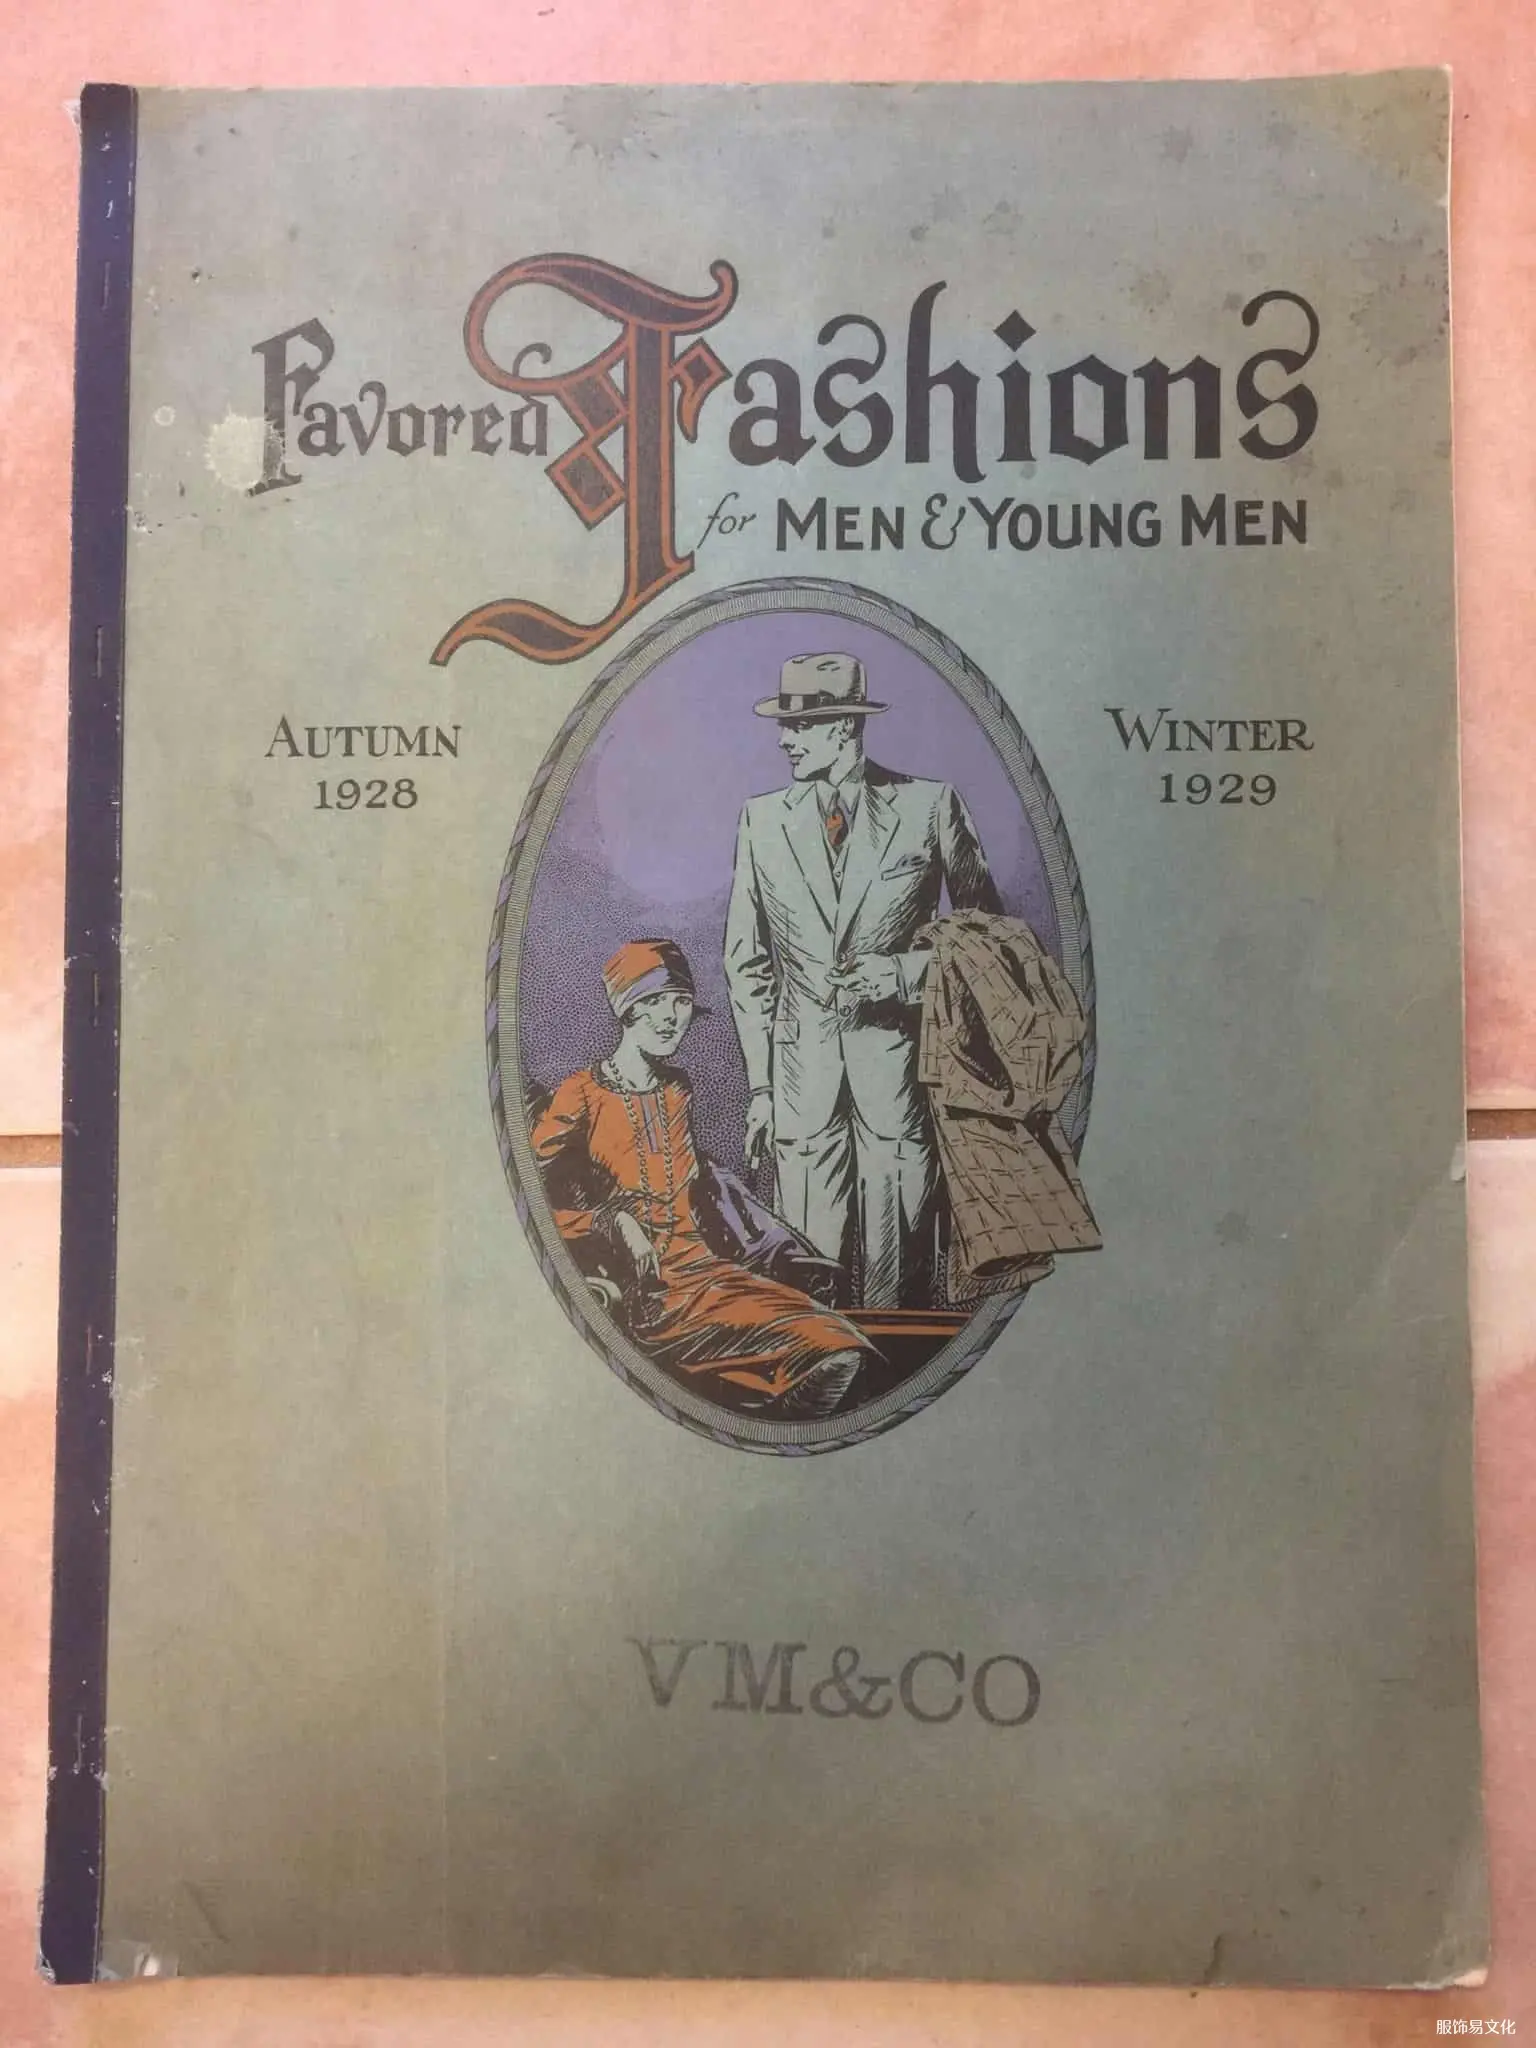 Favored Fashions
for MEN & YOUNG MEN
AUTUMN
1928
WINTER
1929
VM&CO
服饰易文化